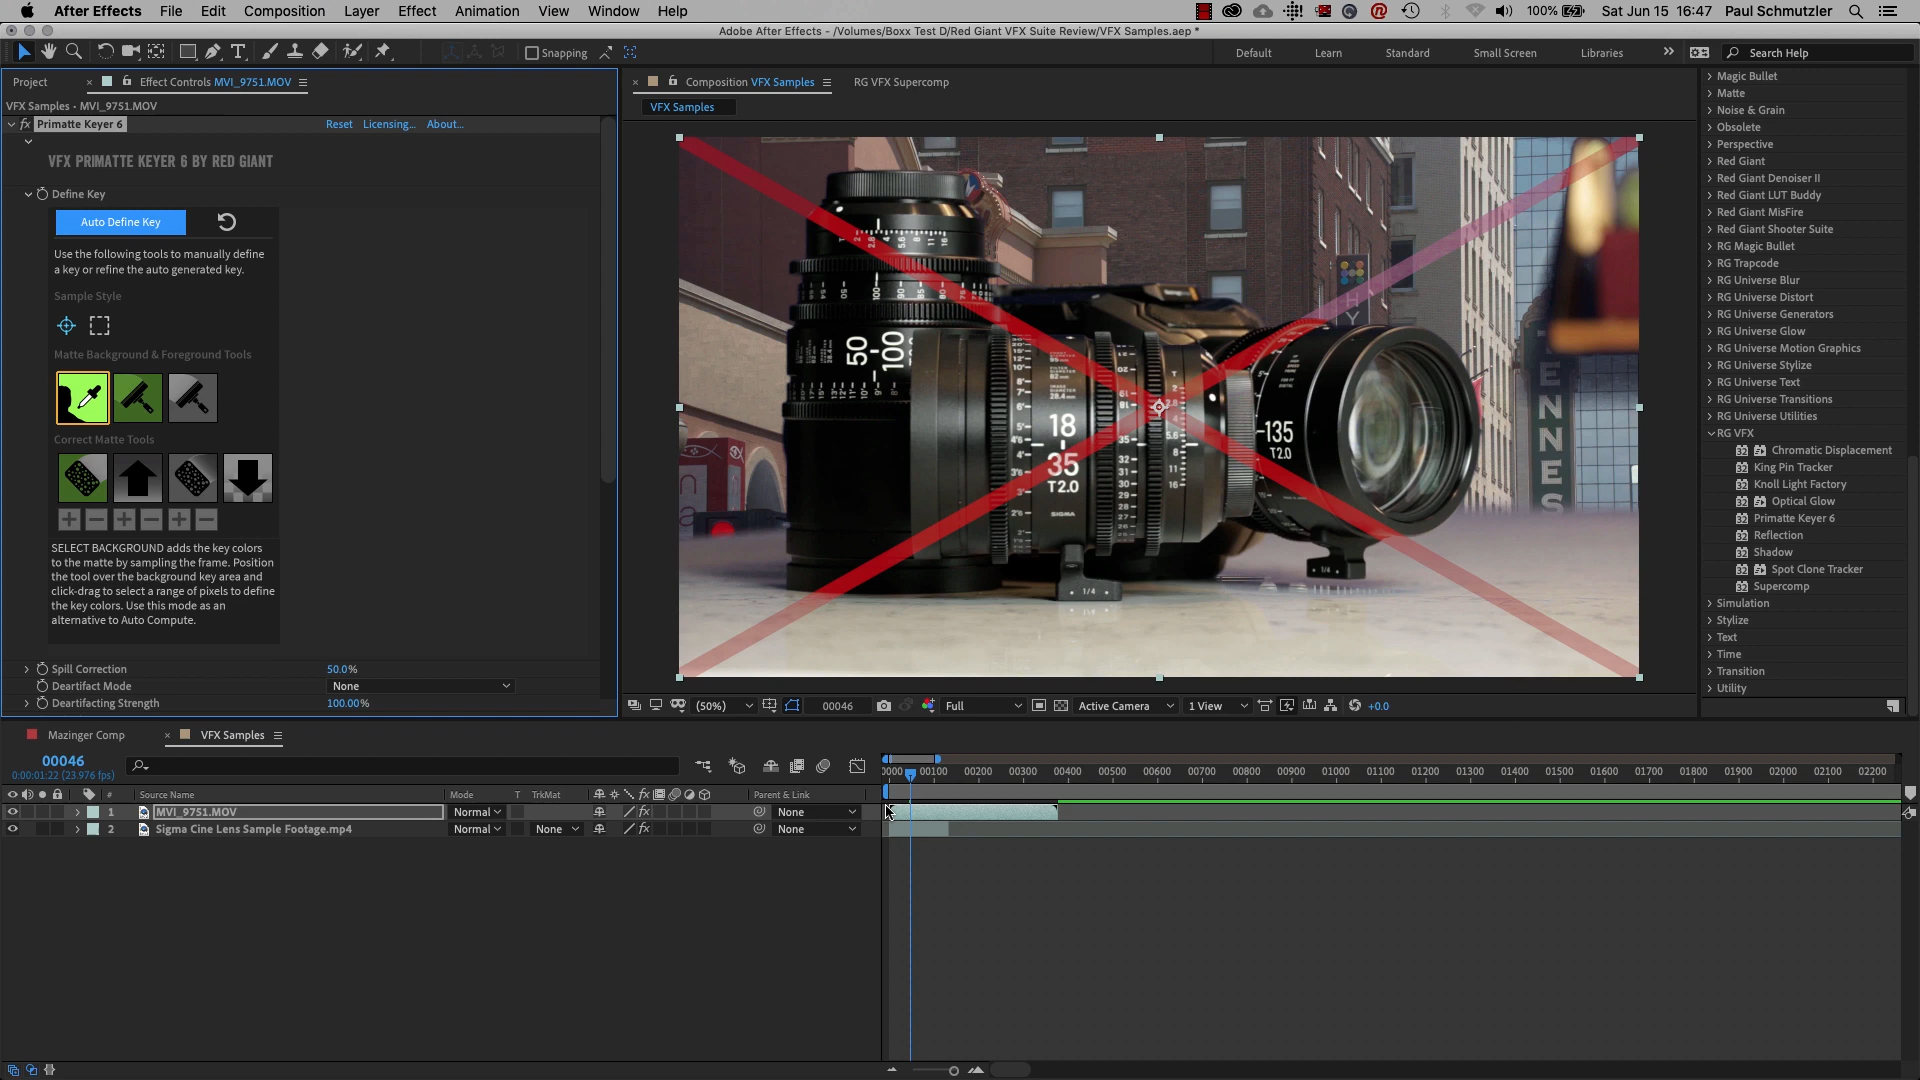 After Effects File Edit Composition Layer Effect Animation View Window Help 100% Sat Jun 15 16:47 Paul Schmutzler
Adobe After Effects - /Volumes/Boxx Test D/Red Giant VFX Suite Review/VFX Samples.aep *
Snapping Default Learn Standard Small Screen Libraries Search Help
Project Effect Controls MVI_9751.MOV
VFX Samples • MVI_9751.MOV
fx Primatte Keyer 6 Reset Licensing... About...
VFX PRIMATTE KEYER 6 BY RED GIANT
Define Key
Auto Define Key
Use the following tools to manually define
a key or refine the auto generated key.
Sample Style
Matte Background & Foreground Tools
Correct Matte Tools
SELECT BACKGROUND adds the key colors
to the matte by sampling the frame. Position
the tool over the background key area and
click-drag to select a range of pixels to define
the key colors. Use this mode as an
alternative to Auto Compute.
Spill Correction 50.0%
Deartifact Mode None
Deartifacting Strength 100.00%
Composition VFX Samples RG VFX Supercomp
VFX Samples
50
100
18
35
T2.0
SIGMA
1/4
135
T2.0
1/4
H
Y
E
N
N
E
S
(50%) 00046 Full Active Camera 1 View +0.0
Magic Bullet
Matte
Noise & Grain
Obsolete
Perspective
Red Giant
Red Giant Denoiser II
Red Giant LUT Buddy
Red Giant MisFire
Red Giant Shooter Suite
RG Magic Bullet
RG Trapcode
RG Universe Blur
RG Universe Distort
RG Universe Generators
RG Universe Glow
RG Universe Motion Graphics
RG Universe Stylize
RG Universe Text
RG Universe Transitions
RG Universe Utilities
RG VFX
Chromatic Displacement
King Pin Tracker
Knoll Light Factory
Optical Glow
Primatte Keyer 6
Reflection
Shadow
Spot Clone Tracker
Supercomp
Simulation
Stylize
Text
Time
Transition
Utility
Mazinger Comp VFX Samples
00046
0:00:01:22 (23.976 fps)
0000 00100 00200 00300 00400 00500 00600 00700 00800 00900 01000 01100 01200 01300 01400 01500 01600 01700 01800 01900 02000 02100 02200
# Source Name Mode T TrkMat fx Parent & Link
1 MVI_9751.MOV Normal fx None
2 Sigma Cine Lens Sample Footage.mp4 Normal None fx None